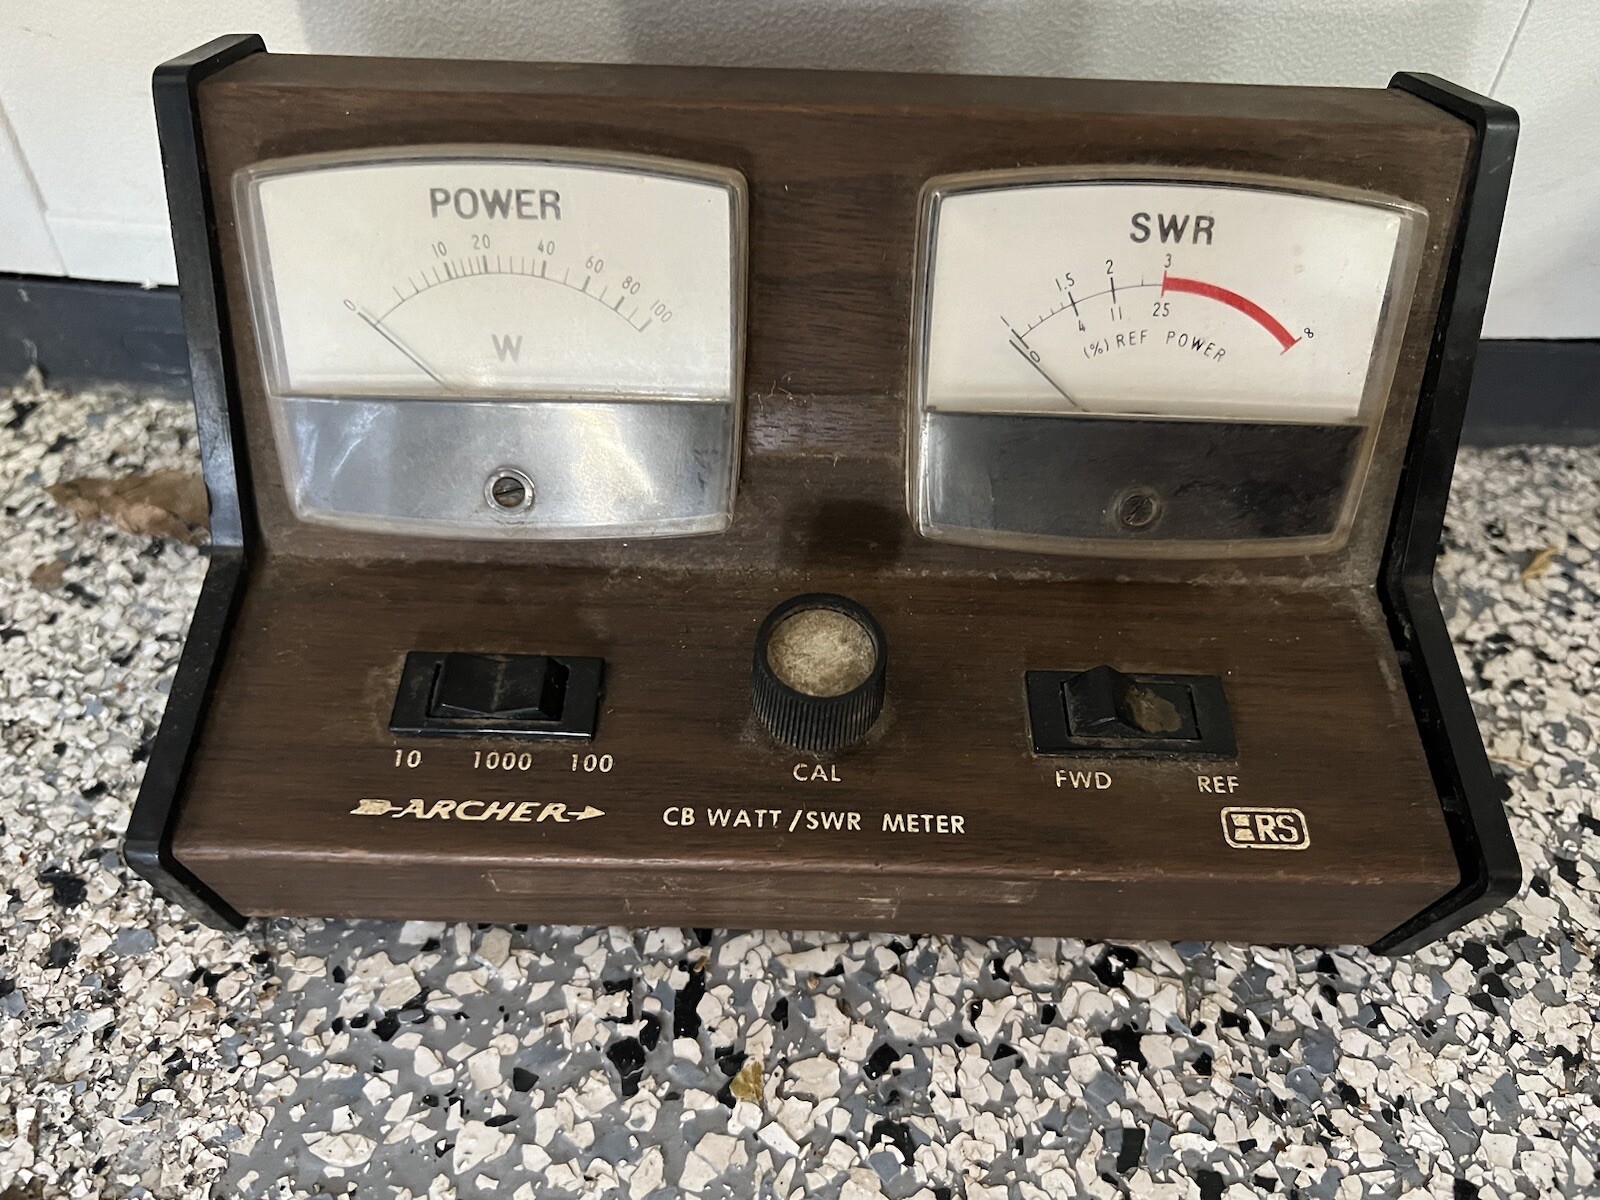 POWER
0 10 20 40 60 80 100
W
SWR
1 1.5 2 3 ∞
0 4 11 25
(%) REF POWER
10 1000 100
CAL
FWD REF
ARCHER
CB WATT/SWR METER
RS